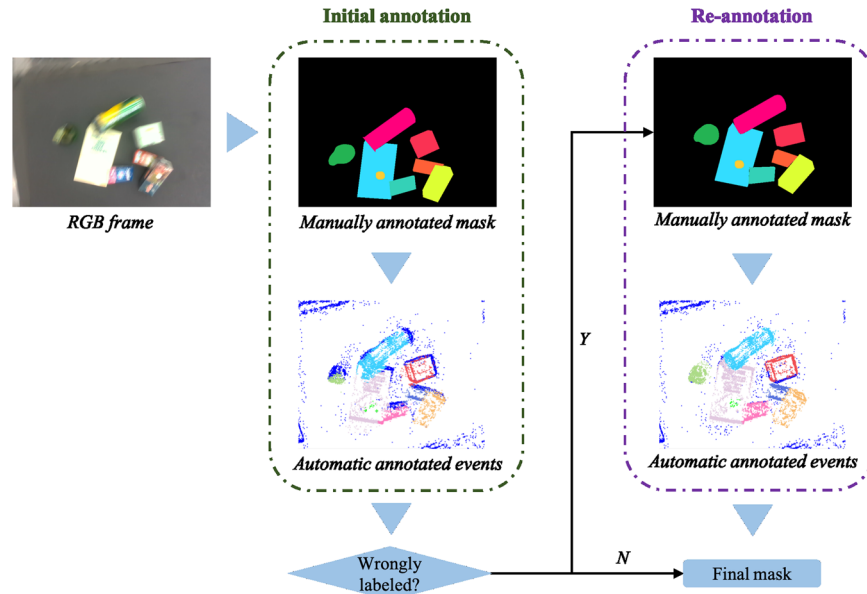 Initial annotation
Re-annotation
RGB frame
Manually annotated mask
Manually annotated mask
Y
Automatic annotated events
Automatic annotated events
Wrongly
labeled?
N
Final mask